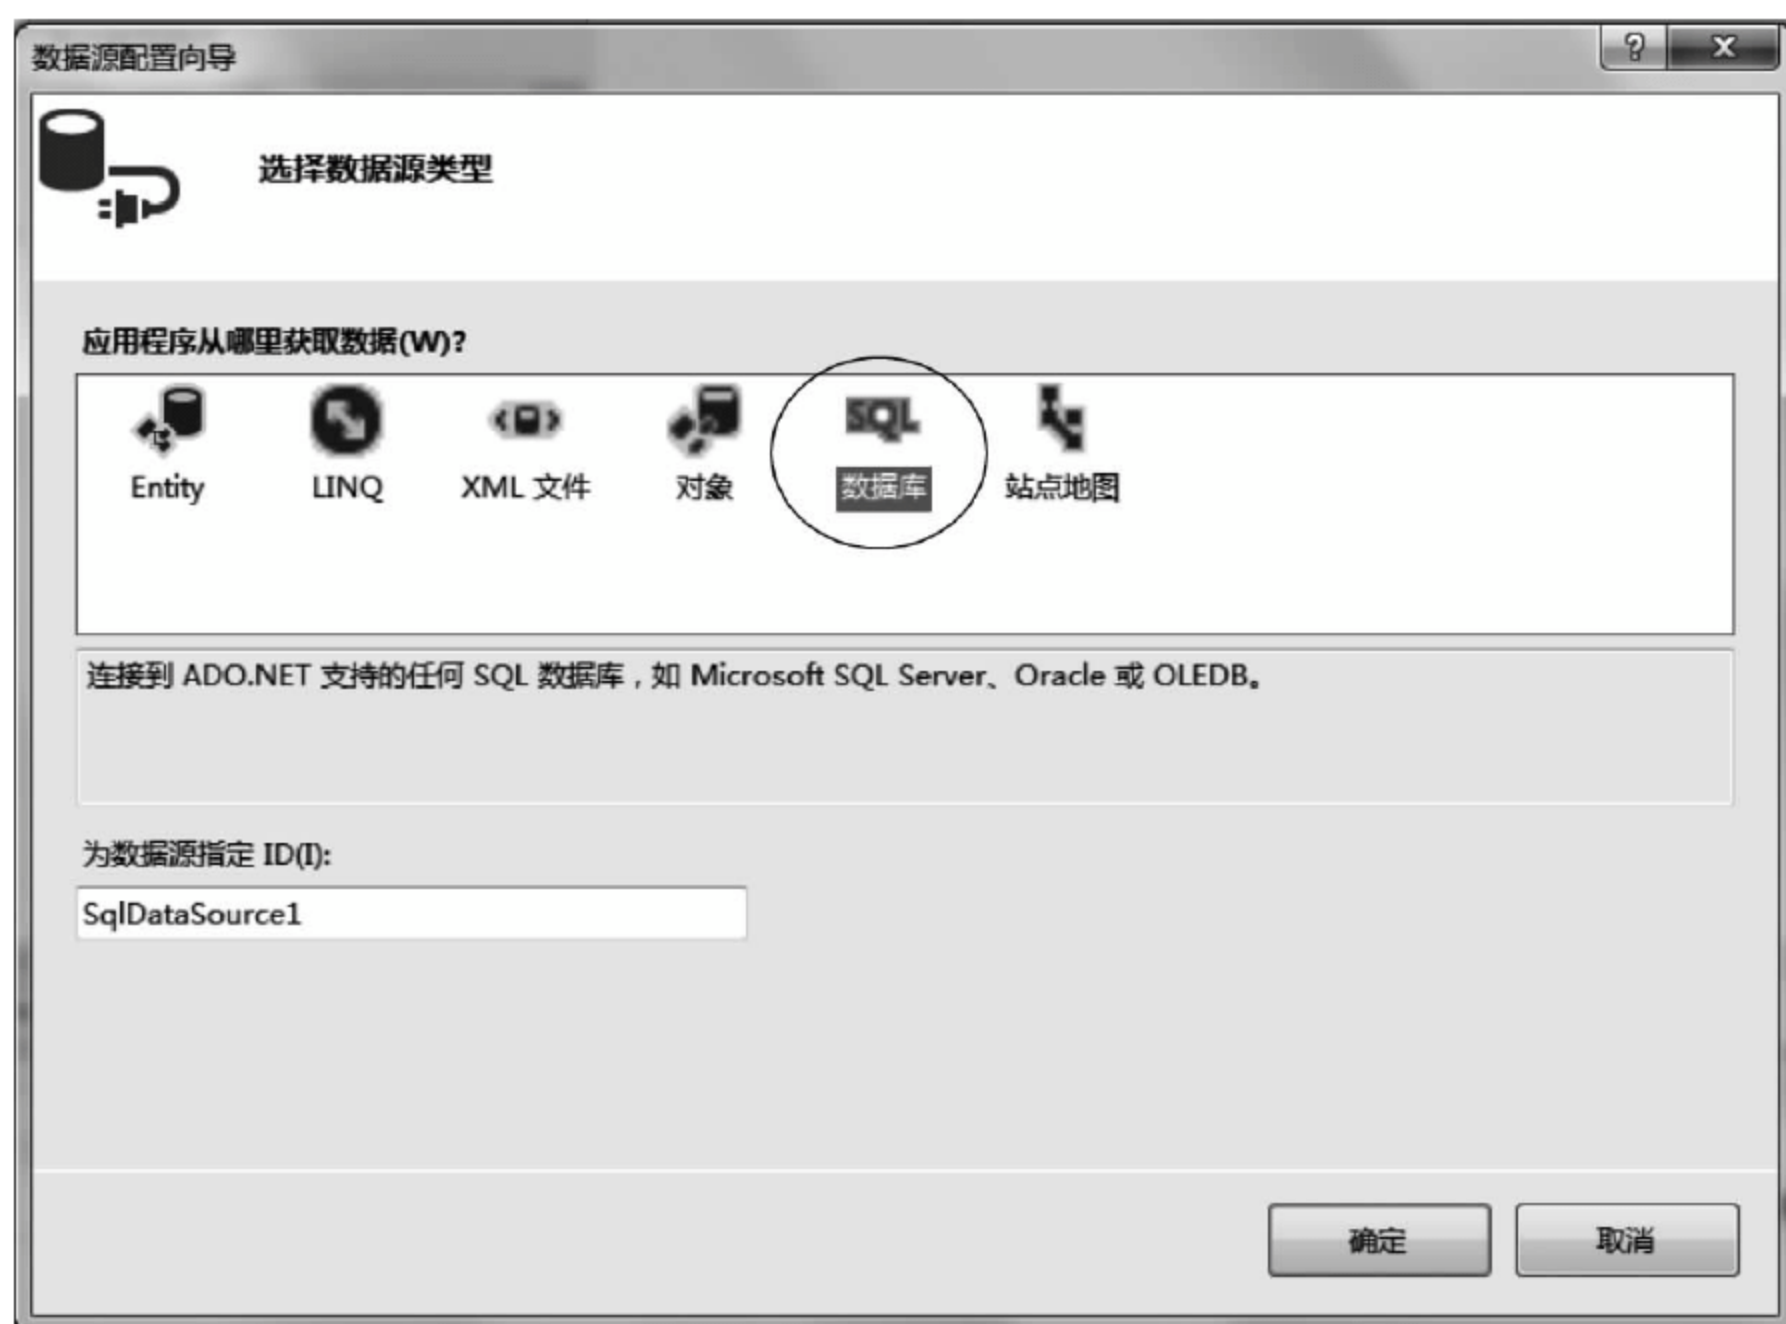 数据源配置向导
选择数据源类型
应用程序从哪里获取数据(W)?
SQL
Entity LINQ XML 文件 对象 数据库 站点地图
连接到 ADO.NET 支持的任何 SQL 数据库，如 Microsoft SQL Server、Oracle 或 OLEDB。
为数据源指定 ID(I):
SqlDataSource1
确定 取消